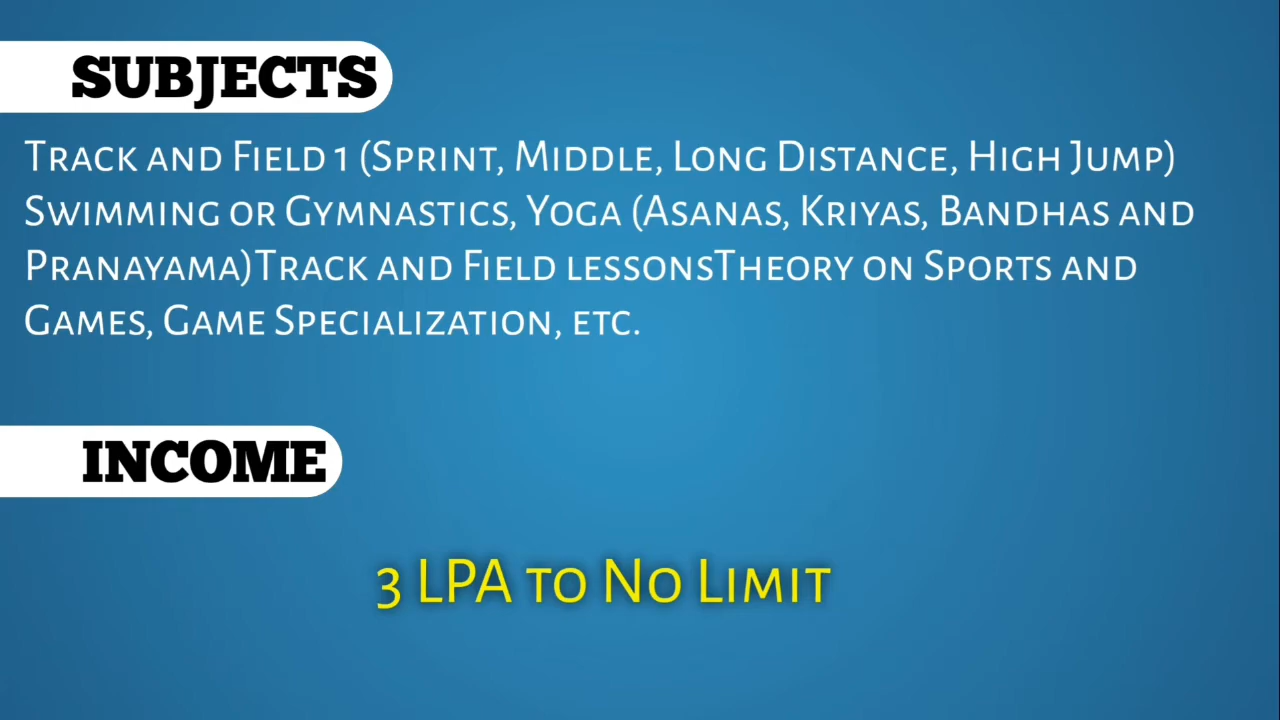 SUBJECTS
Track and Field 1 (Sprint, Middle, Long Distance, High Jump)
Swimming or Gymnastics, Yoga (Asanas, Kriyas, Bandhas and
Pranayama)Track and Field lessonsTheory on Sports and
Games, Game Specialization, etc.
INCOME
3 LPA to No Limit